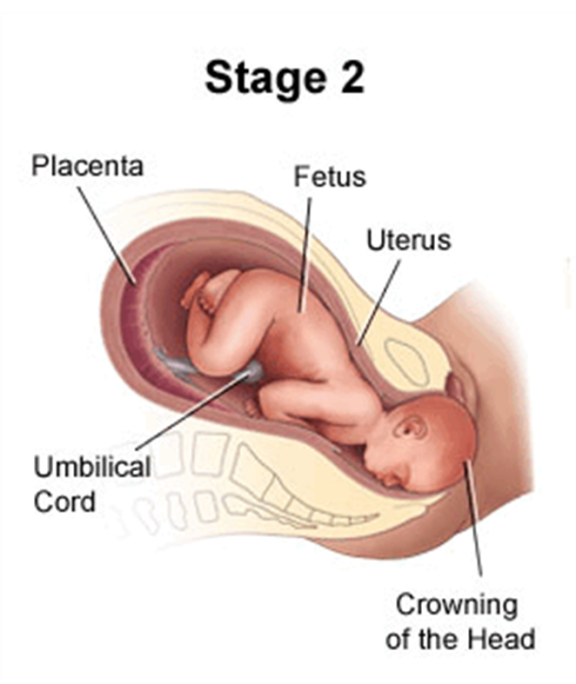 Stage 2
Placenta
Fetus
Uterus
Umbilical
Cord
Crowning
of the Head